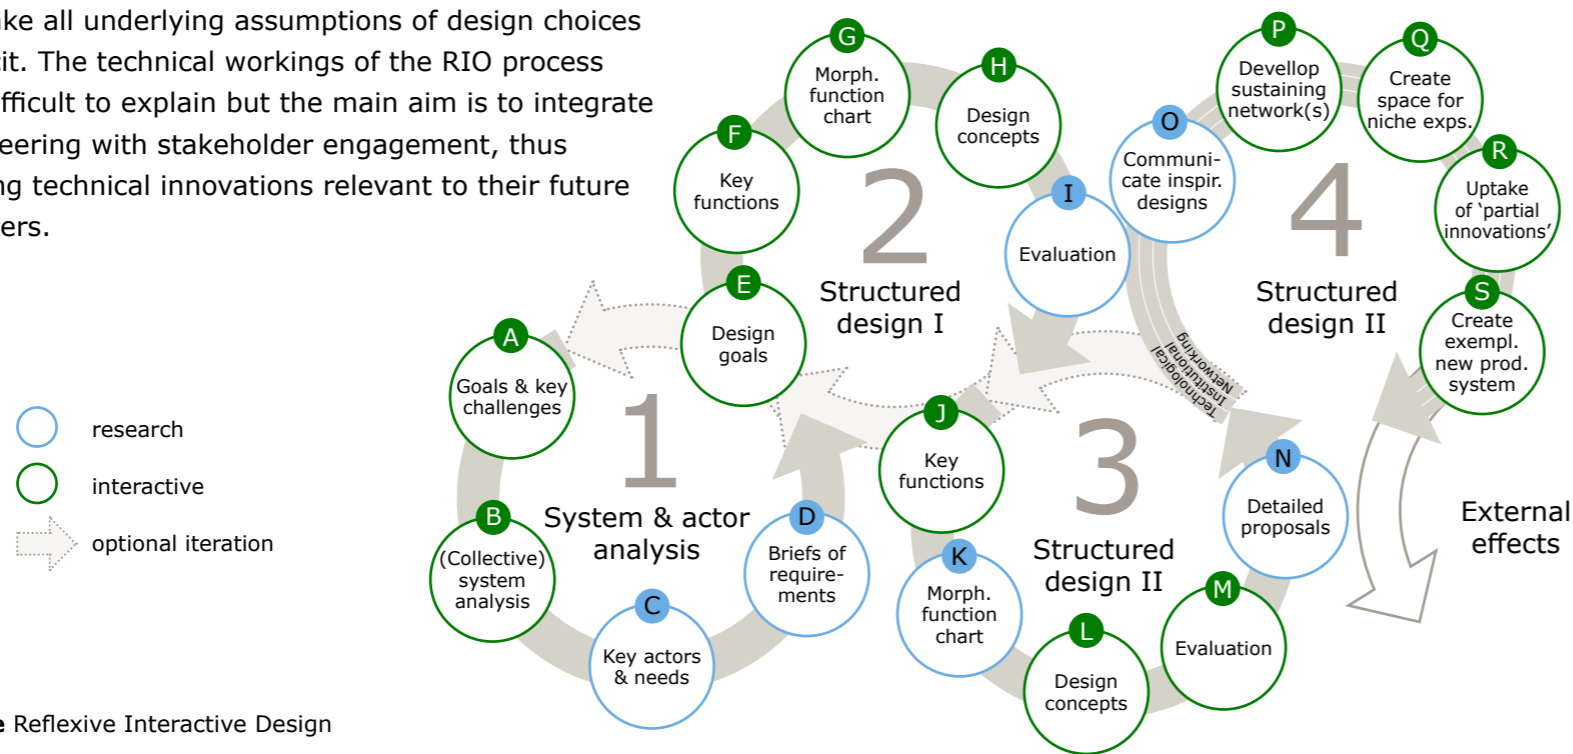 ke all underlying assumptions of design choices
it. The technical workings of the RIO process
fficult to explain but the main aim is to integrate
eering with stakeholder engagement, thus
ng technical innovations relevant to their future
ers.
research
interactive
optional iteration
e Reflexive Interactive Design
1
System & actor
analysis
A
Goals & key
challenges
B
(Collective)
system
analysis
C
Key actors
& needs
D
Briefs of
require-
ments
2
Structured
design I
E
Design
goals
F
Key
functions
G
Morph.
function
chart
H
Design
concepts
I
Evaluation
3
Structured
design II
J
Key
functions
K
Morph.
function
chart
L
Design
concepts
M
Evaluation
N
Detailed
proposals
Technological
Institutional
Networking
4
Structured
design II
O
Communi-
cate inspir.
designs
P
Devellop
sustaining
network(s)
Q
Create
space for
niche exps.
R
Uptake
of ‘partial
innovations’
S
Create
exempl.
new prod.
system
External
effects